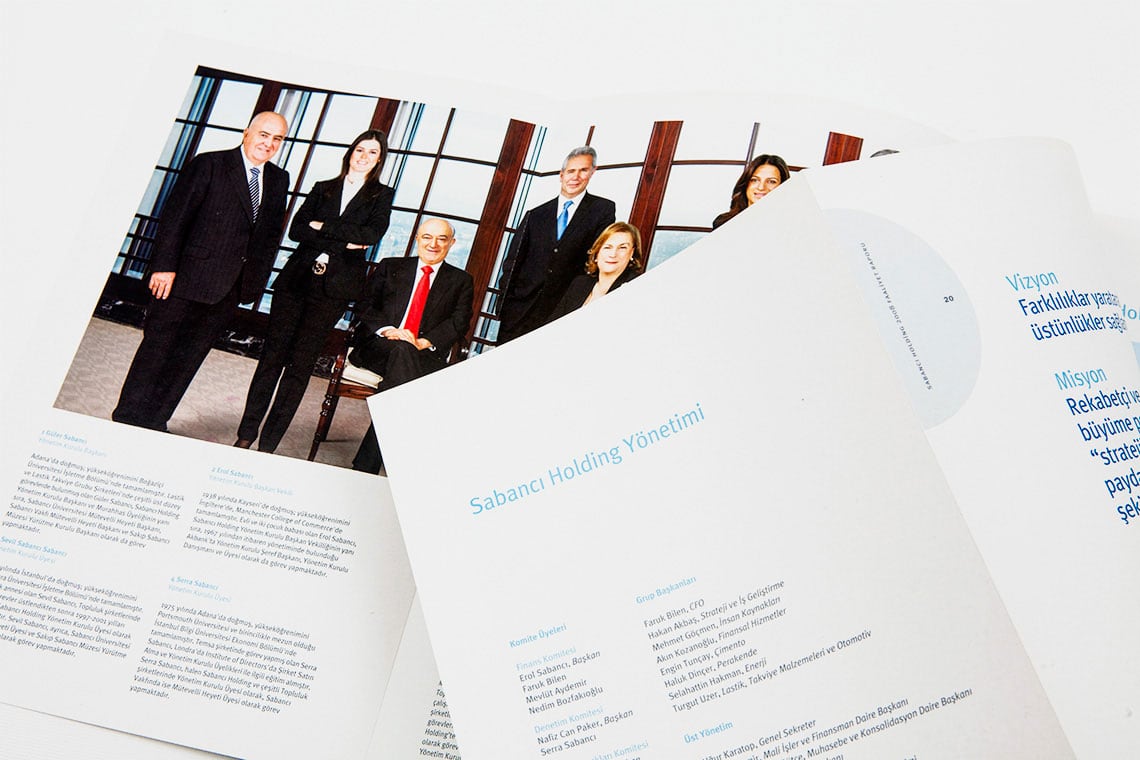 1 Güler Sabancı
Yönetim Kurulu Başkanı
Adana'da doğmuş, yükseköğrenimini Boğaziçi
Üniversitesi İşletme Bölümü'nde tamamlamıştır. Lastik
ve Lastik Takviye Grubu Şirketleri'nde çeşitli üst düzey
görevlerde bulunmuş olan Güler Sabancı, Sabancı Holding
Yönetim Kurulu Başkanı ve Murahhas Üyeliğinin yanı
sıra, Sabancı Üniversitesi Mütevelli Heyeti Başkanı,
Sabancı Vakfı Mütevelli Heyeti Başkanı ve Sakıp Sabancı
Müzesi Yürütme Kurulu Başkanı olarak da görev
yapmaktadır.
2 Erol Sabancı
Yönetim Kurulu Başkan Vekili
1938 yılında Kayseri'de doğmuş, yükseköğrenimini
İngiltere'de, Manchester College of Commerce'de
tamamlamıştır. Evli ve iki çocuk babası olan Erol Sabancı,
Sabancı Holding Yönetim Kurulu Başkan Vekilliğinin yanı
sıra, 1967 yılından itibaren yönetiminde bulunduğu
Akbank'ta Yönetim Kurulu Şeref Başkanı, Yönetim Kurulu
Danışmanı ve Üyesi olarak da görev yapmaktadır.
Sevil Sabancı Sabancı
Yönetim Kurulu Üyesi
yılında İstanbul'da doğmuş; yükseköğrenimini
Üniversitesi İşletme Bölümü'nde tamamlamıştır.
annesi olan Sevil Sabancı, Topluluk şirketlerinde
üstlendikten sonra 1997-2001 yılları
Sabancı Holding Yönetim Kurulu Üyesi olarak
Sevil Sabancı, ayrıca, Sabancı Üniversitesi
Heyeti Üyesi ve Sakıp Sabancı Müzesi Yürütme
olarak görev yapmaktadır.
4 Serra Sabancı
Yönetim Kurulu Üyesi
1975 yılında Adana'da doğmuş, yükseköğrenimini
Portsmouth Üniversitesi ve birincilikle mezun olduğu
İstanbul Bilgi Üniversitesi Ekonomi Bölümü'nde
tamamlamıştır. Temsa şirketinde görev yapmış olan Serra
Sabancı, Londra'da Institute of Directors'da Şirket Satın
Alma ve Yönetim Kurulu Üyelikleri ile ilgili eğitim almıştır.
Serra Sabancı, halen Sabancı Holding ve çeşitli Topluluk
şirketlerinde Yönetim Kurulu Üyesi olarak, Sabancı
Vakfında ise Mütevelli Heyeti Üyesi olarak görev
yapmaktadır.
Sabancı Holding Yönetimi
Komite Üyeleri
Finans Komitesi
Erol Sabancı, Başkan
Faruk Bilen
Mevlüt Aydemir
Nedim Bozfakıoğlu
Denetim Komitesi
Nafiz Can Paker, Başkan
Serra Sabancı
Komitesi
Grup Başkanları
Faruk Bilen, CFO
Hakan Akbaş, Strateji ve İş Geliştirme
Mehmet Göçmen, İnsan Kaynakları
Akın Kozanoğlu, Finansal Hizmetler
Engin Tunçay, Çimento
Haluk Dinçer, Perakende
Selahattin Hakman, Enerji
Turgut Uzer, Lastik, Takviye Malzemeleri ve Otomotiv
Üst Yönetim
Uğur Karatop, Genel Sekreter
Mali İşler ve Finansman Daire Başkanı
Bütçe, Muhasebe ve Konsolidasyon Daire Başkanı
SABANCI HOLDING 2008 FAALİYET RAPORU
20
Vizyon
Farklılıklar yarata
üstünlükler sağla
Misyon
Rekabetçi ve
büyüme p
"strateji
payda
şek